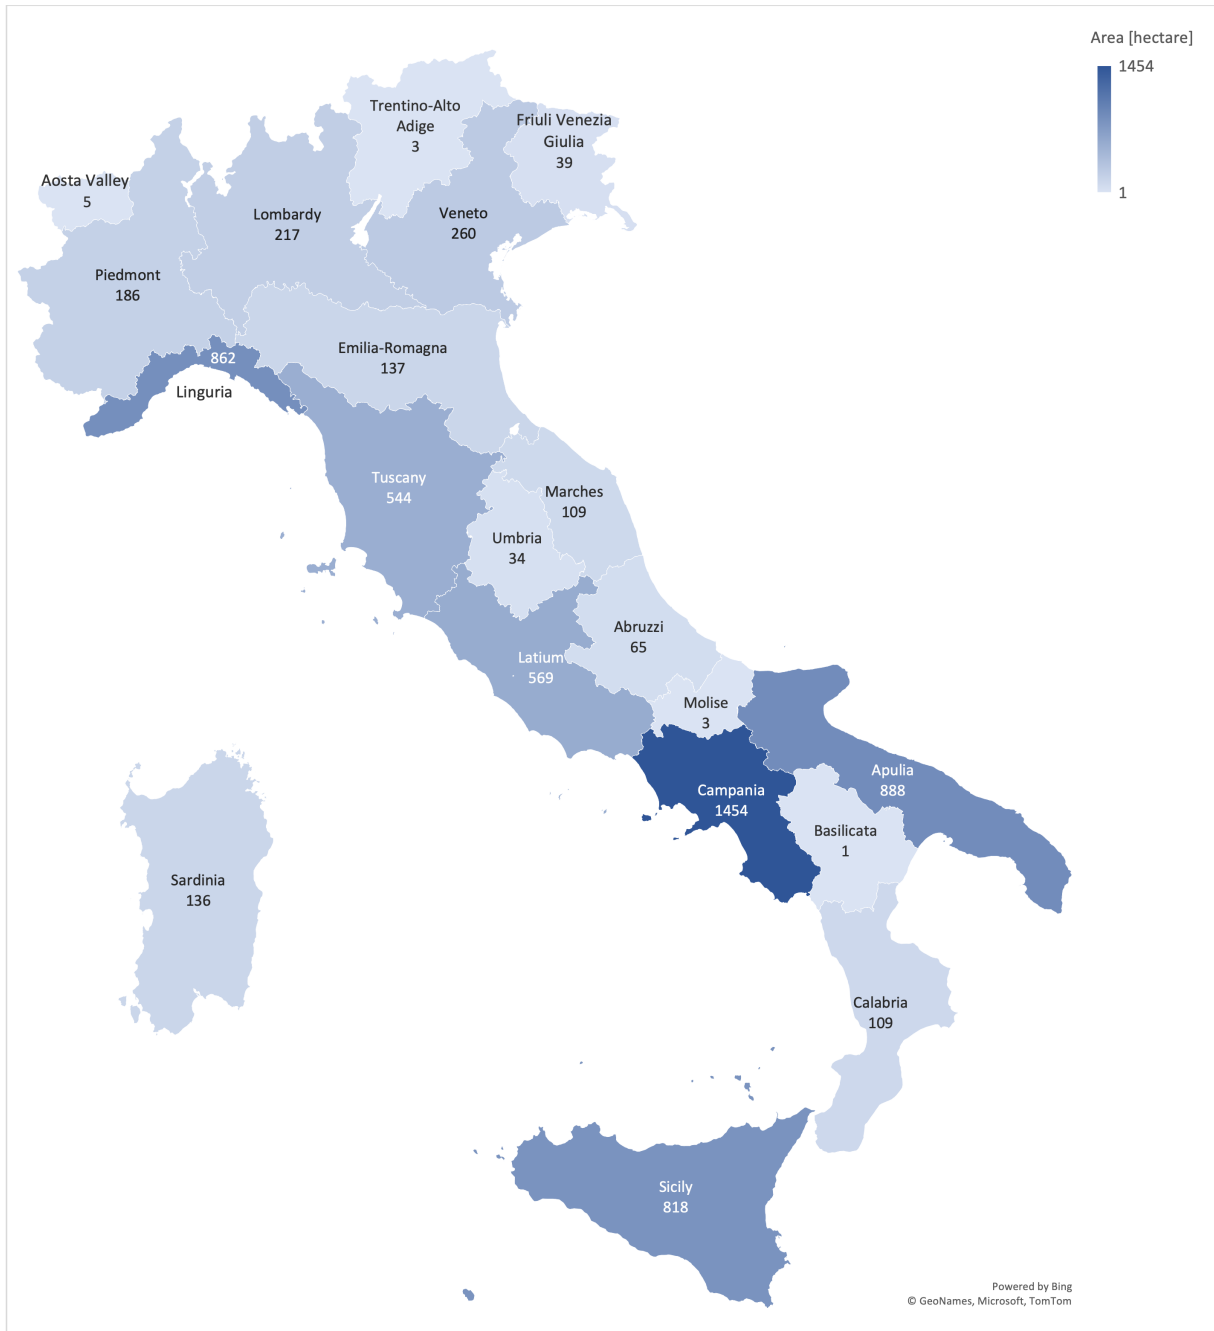 Area [hectare]
1454
1
Trentino-Alto
Adige
3
Friuli Venezia
Giulia
39
Aosta Valley
5
Lombardy
217
Veneto
260
Piedmont
186
Emilia-Romagna
137
862
Linguria
Tuscany
544
Marches
109
Umbria
34
Abruzzi
65
Latium
569
Molise
3
Apulia
888
Campania
1454
Basilicata
1
Sardinia
136
Calabria
109
Sicily
818
Powered by Bing
© GeoNames, Microsoft, TomTom